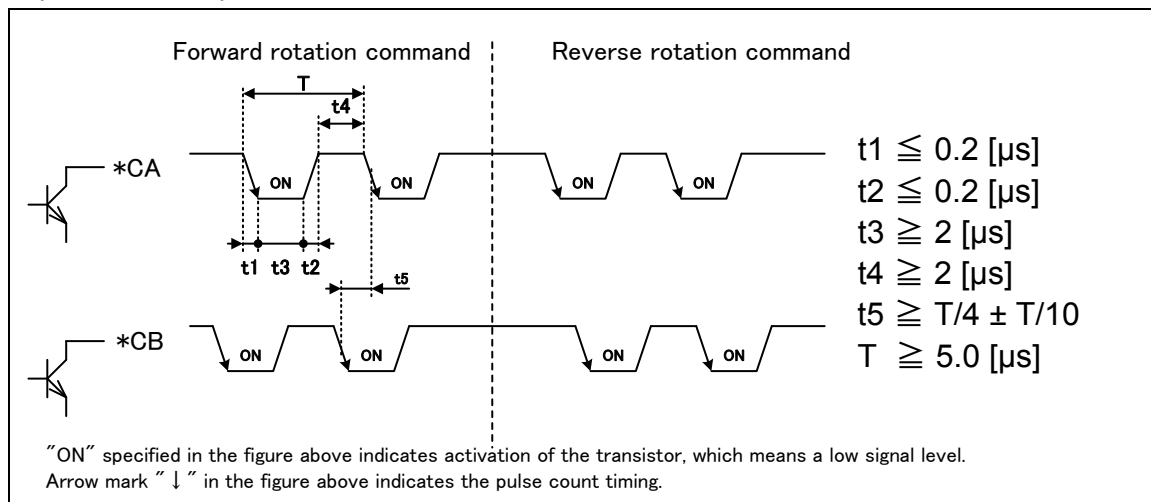 Forward rotation command
Reverse rotation command
T
t4
*CA
ON
ON
ON
ON
t1
t3
t2
t5
*CB
ON
ON
ON
ON
t1 ≦ 0.2 [µs]
t2 ≦ 0.2 [µs]
t3 ≧ 2 [µs]
t4 ≧ 2 [µs]
t5 ≧ T/4 ± T/10
T ≧ 5.0 [µs]
"ON" specified in the figure above indicates activation of the transistor, which means a low signal level.
Arrow mark "↓" in the figure above indicates the pulse count timing.